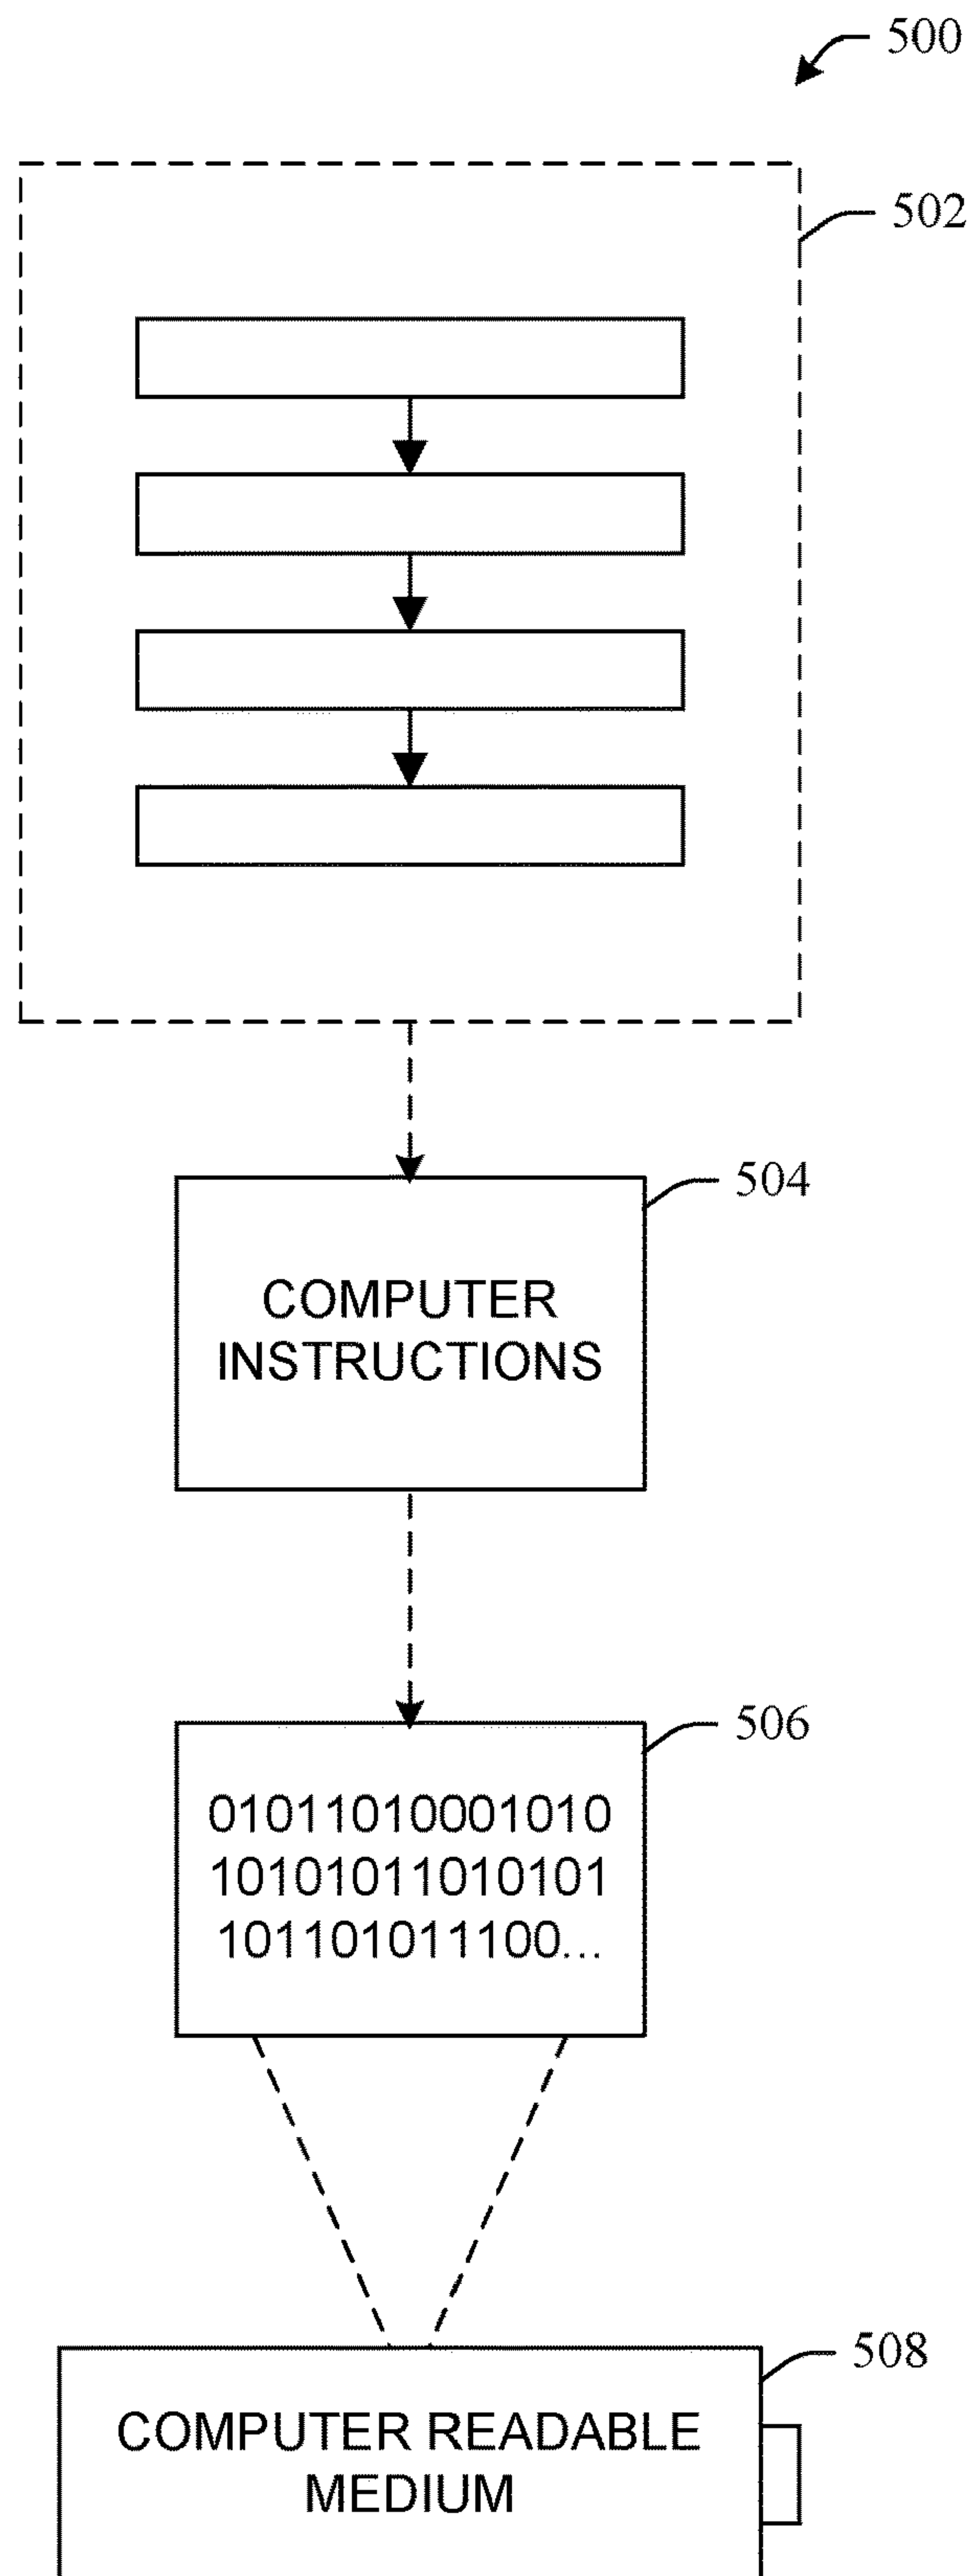 500
502
504
COMPUTER
INSTRUCTIONS
506
01011010001010
10101011010101
101101011100...
508
COMPUTER READABLE
MEDIUM